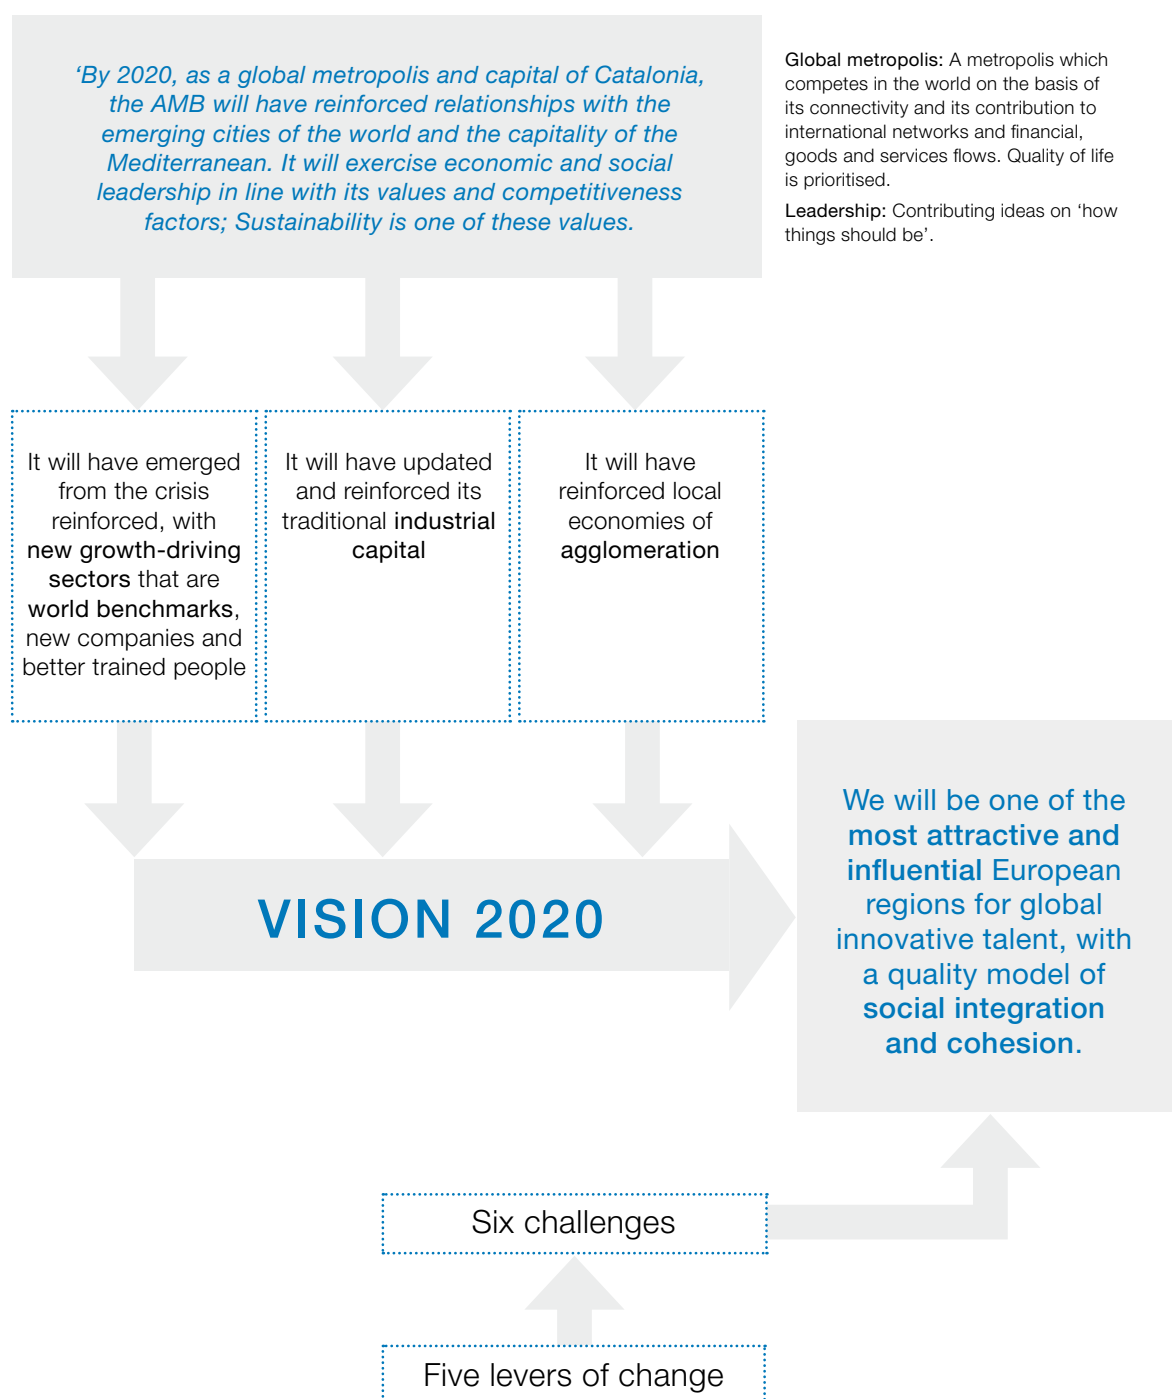 ‘By 2020, as a global metropolis and capital of Catalonia,
the AMB will have reinforced relationships with the
emerging cities of the world and the capitality of the
Mediterranean. It will exercise economic and social
leadership in line with its values and competitiveness
factors; Sustainability is one of these values.
Global metropolis: A metropolis which
competes in the world on the basis of
its connectivity and its contribution to
international networks and financial,
goods and services flows. Quality of life
is prioritised.
Leadership: Contributing ideas on ‘how
things should be’.
It will have emerged
from the crisis
reinforced, with
new growth-driving
sectors that are
world benchmarks,
new companies and
better trained people
It will have updated
and reinforced its
traditional industrial
capital
It will have
reinforced local
economies of
agglomeration
VISION 2020
We will be one of the
most attractive and
influential European
regions for global
innovative talent, with
a quality model of
social integration
and cohesion.
Six challenges
Five levers of change